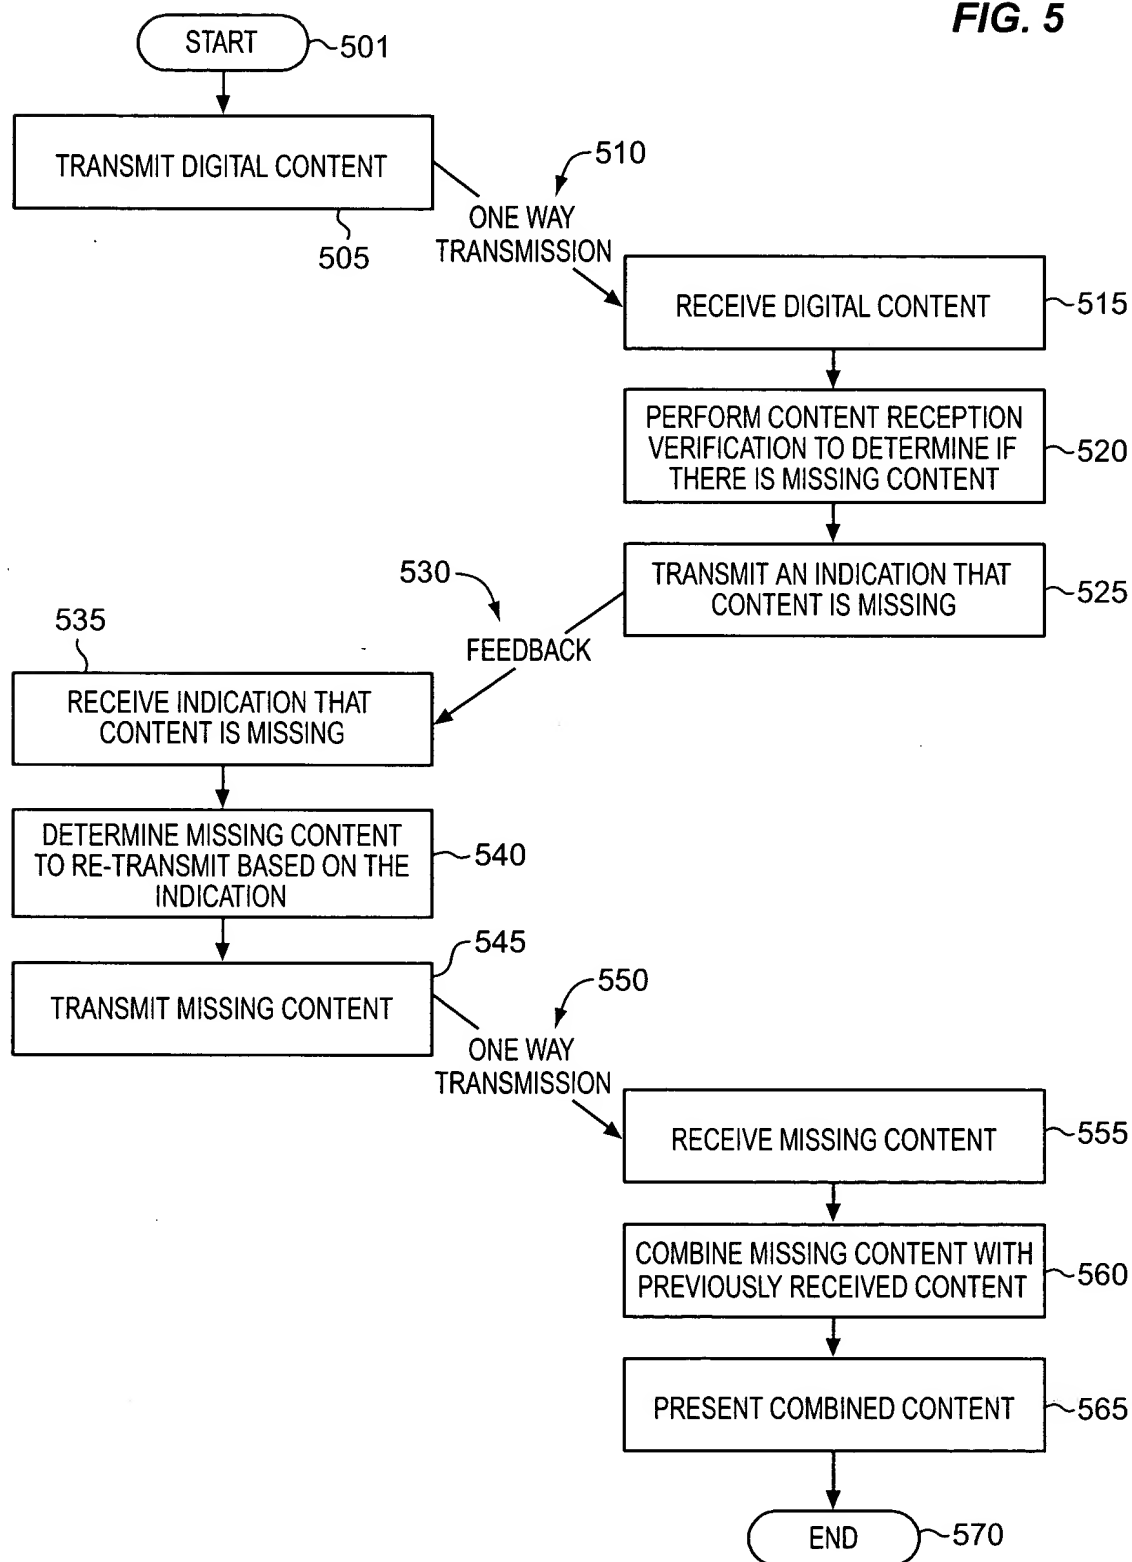 FIG. 5
START
501
TRANSMIT DIGITAL CONTENT
505
510
ONE WAY
TRANSMISSION
RECEIVE DIGITAL CONTENT
515
PERFORM CONTENT RECEPTION
VERIFICATION TO DETERMINE IF
THERE IS MISSING CONTENT
520
TRANSMIT AN INDICATION THAT
CONTENT IS MISSING
525
530
FEEDBACK
535
RECEIVE INDICATION THAT
CONTENT IS MISSING
DETERMINE MISSING CONTENT
TO RE-TRANSMIT BASED ON THE
INDICATION
540
545
TRANSMIT MISSING CONTENT
550
ONE WAY
TRANSMISSION
RECEIVE MISSING CONTENT
555
COMBINE MISSING CONTENT WITH
PREVIOUSLY RECEIVED CONTENT
560
PRESENT COMBINED CONTENT
565
END
570